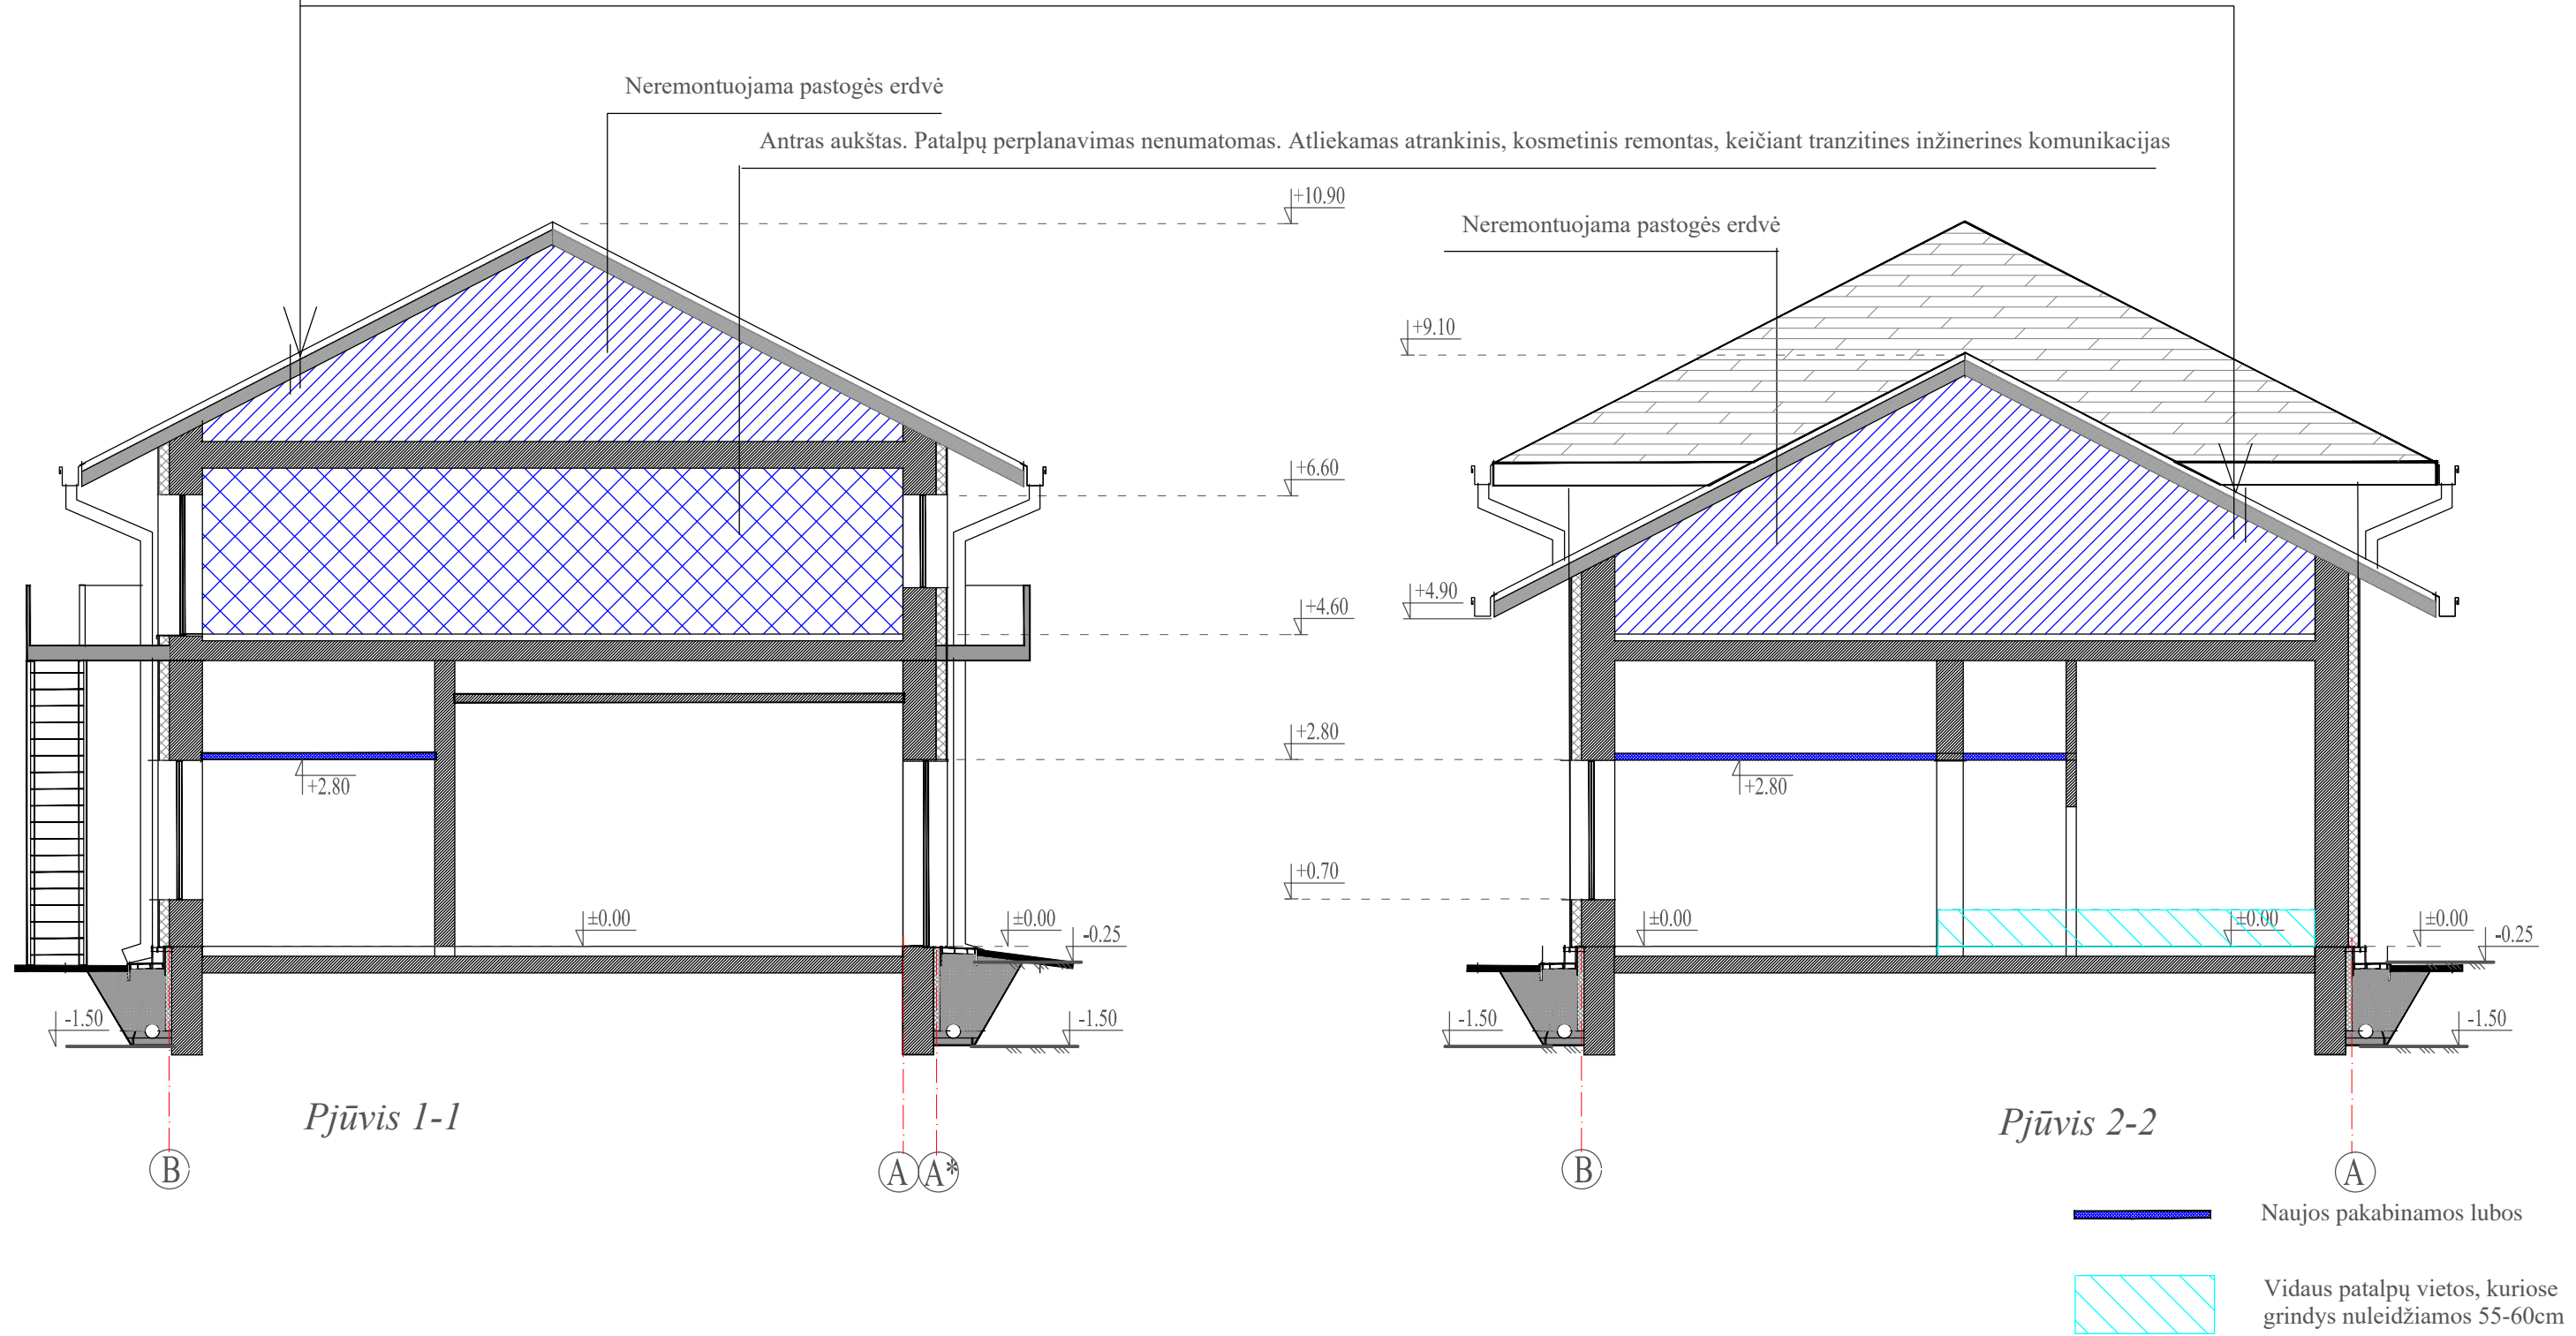 Neremontuojama pastogės erdvė
Antras aukštas. Patalpų perplanavimas nenumatomas. Atliekamas atrankinis, kosmetinis remontas, keičiant tranzitines inžinerines komunikacijas
+10.90
Neremontuojama pastogės erdvė
+9.10
+6.60
+4.90
+4.60
+2.80
+2.80
+2.80
+0.70
±0.00
±0.00
-0.25
±0.00
±0.00
±0.00
-0.25
-1.50
-1.50
-1.50
-1.50
Pjūvis 1-1
Pjūvis 2-2
B
A
A*
B
A
Naujos pakabinamos lubos
Vidaus patalpų vietos, kuriose
grindys nuleidžiamos 55-60cm